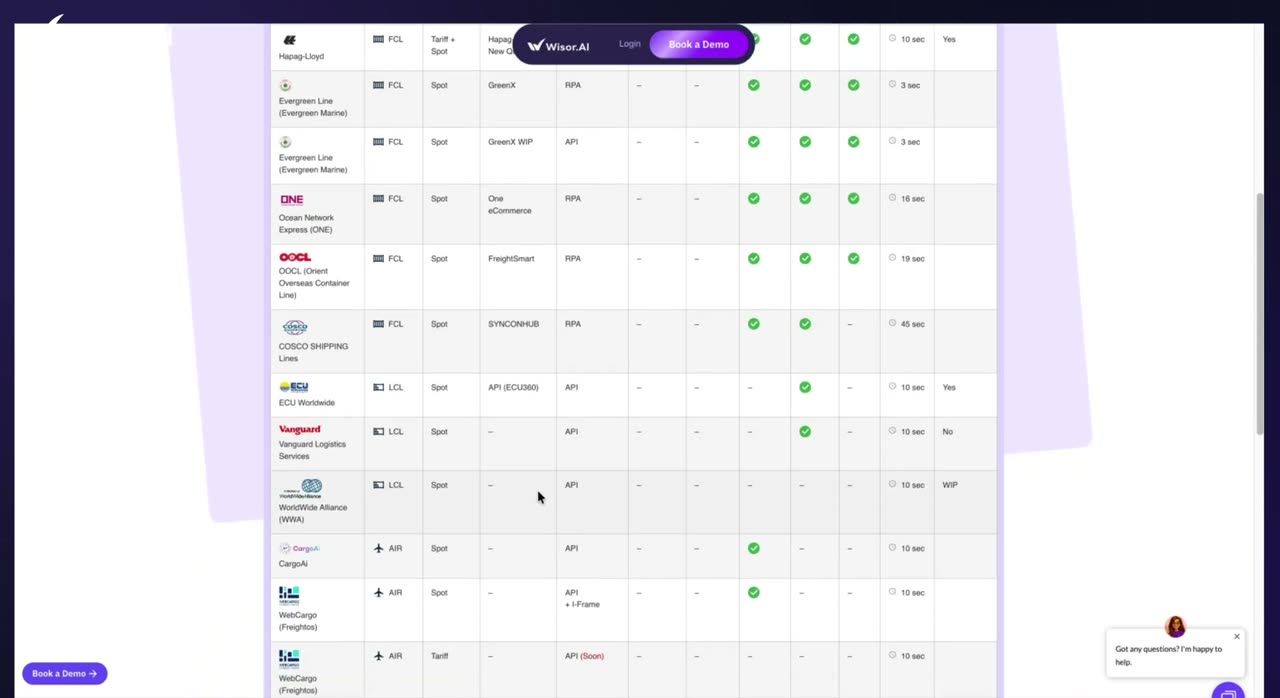 Wisor.AI Login Book a Demo
Hapag-Lloyd FCL Tariff + Spot Hapag New Q 10 sec Yes
Evergreen Line (Evergreen Marine) FCL Spot GreenX RPA – – 3 sec
Evergreen Line (Evergreen Marine) FCL Spot GreenX WIP API – – 3 sec
ONE Ocean Network Express (ONE) FCL Spot One eCommerce RPA – – 16 sec
OOCL OOCL (Orient Overseas Container Line) FCL Spot FreightSmart RPA – – 19 sec
COSCO SHIPPING Lines FCL Spot SYNCONHUB RPA – – – 45 sec
ECU ECU Worldwide LCL Spot API (ECU360) API – – – – 10 sec Yes
Vanguard Vanguard Logistics Services LCL Spot – API – – – – 10 sec No
WorldWide Alliance WorldWide Alliance (WWA) LCL Spot – API – – – – – 10 sec WIP
CargoAi CargoAi AIR Spot – API – – – – 10 sec
WebCargo (Freightos) AIR Spot – API + I-Frame – – – – 10 sec
WebCargo (Freightos) AIR Tariff – API (Soon) – – – – – 10 sec
Got any questions? I'm happy to
help.
Book a Demo →